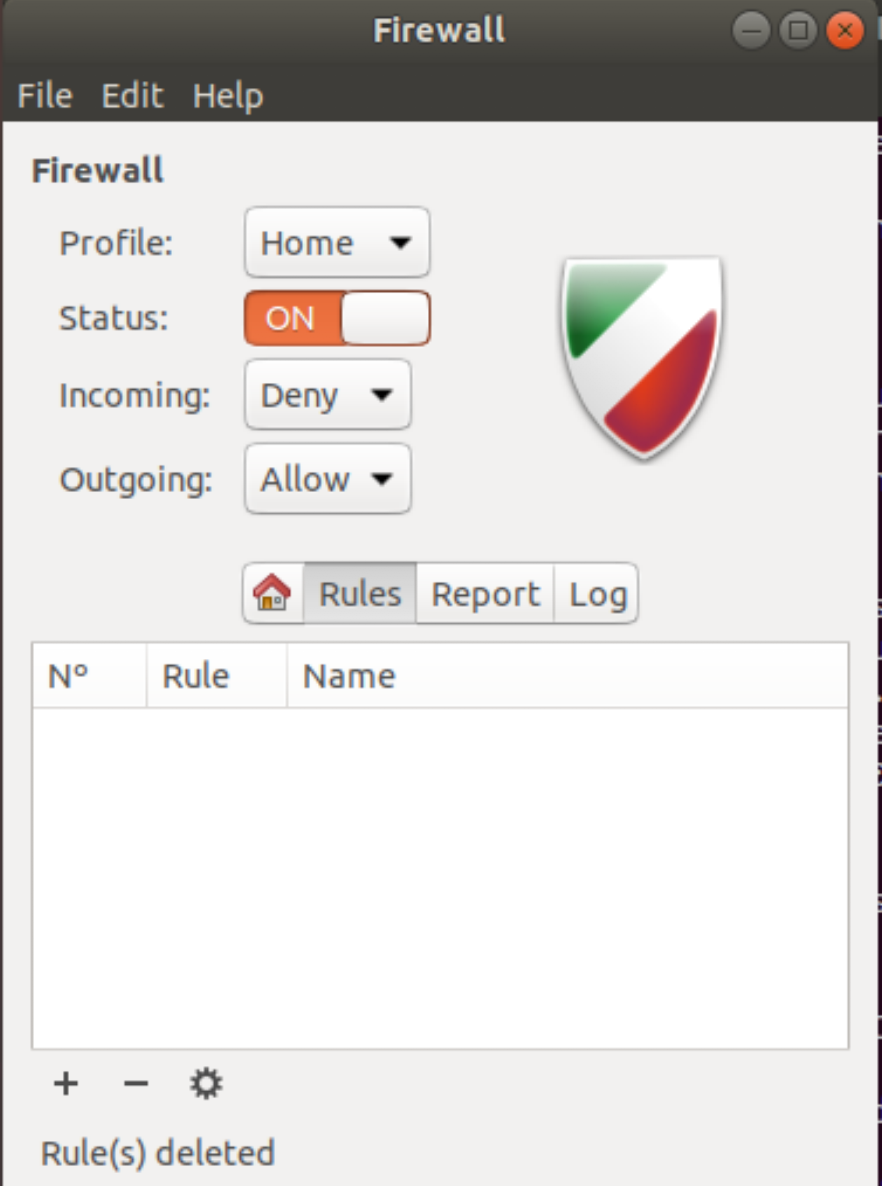 Firewall
File Edit Help
Firewall
Profile: Home
Status: ON
Incoming: Deny
Outgoing: Allow
Rules Report Log
Nº Rule Name
Rule(s) deleted